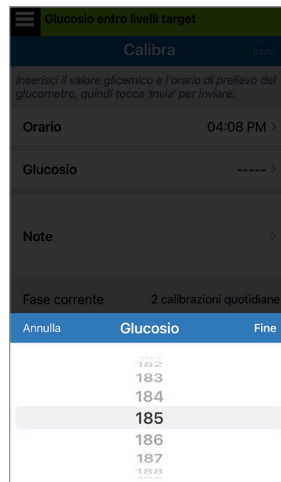 Glucosio entro livelli target
Calibra
Invia
Inserisci il valore glicemico e l'orario di prelievo del
glucometro, quindi tocca 'Invia' per inviare.
Orario 04:08 PM >
Glucosio ----- >
Note >
Fase corrente 2 calibrazioni quotidiane
Annulla Glucosio Fine
182
183
184
185
186
187
188